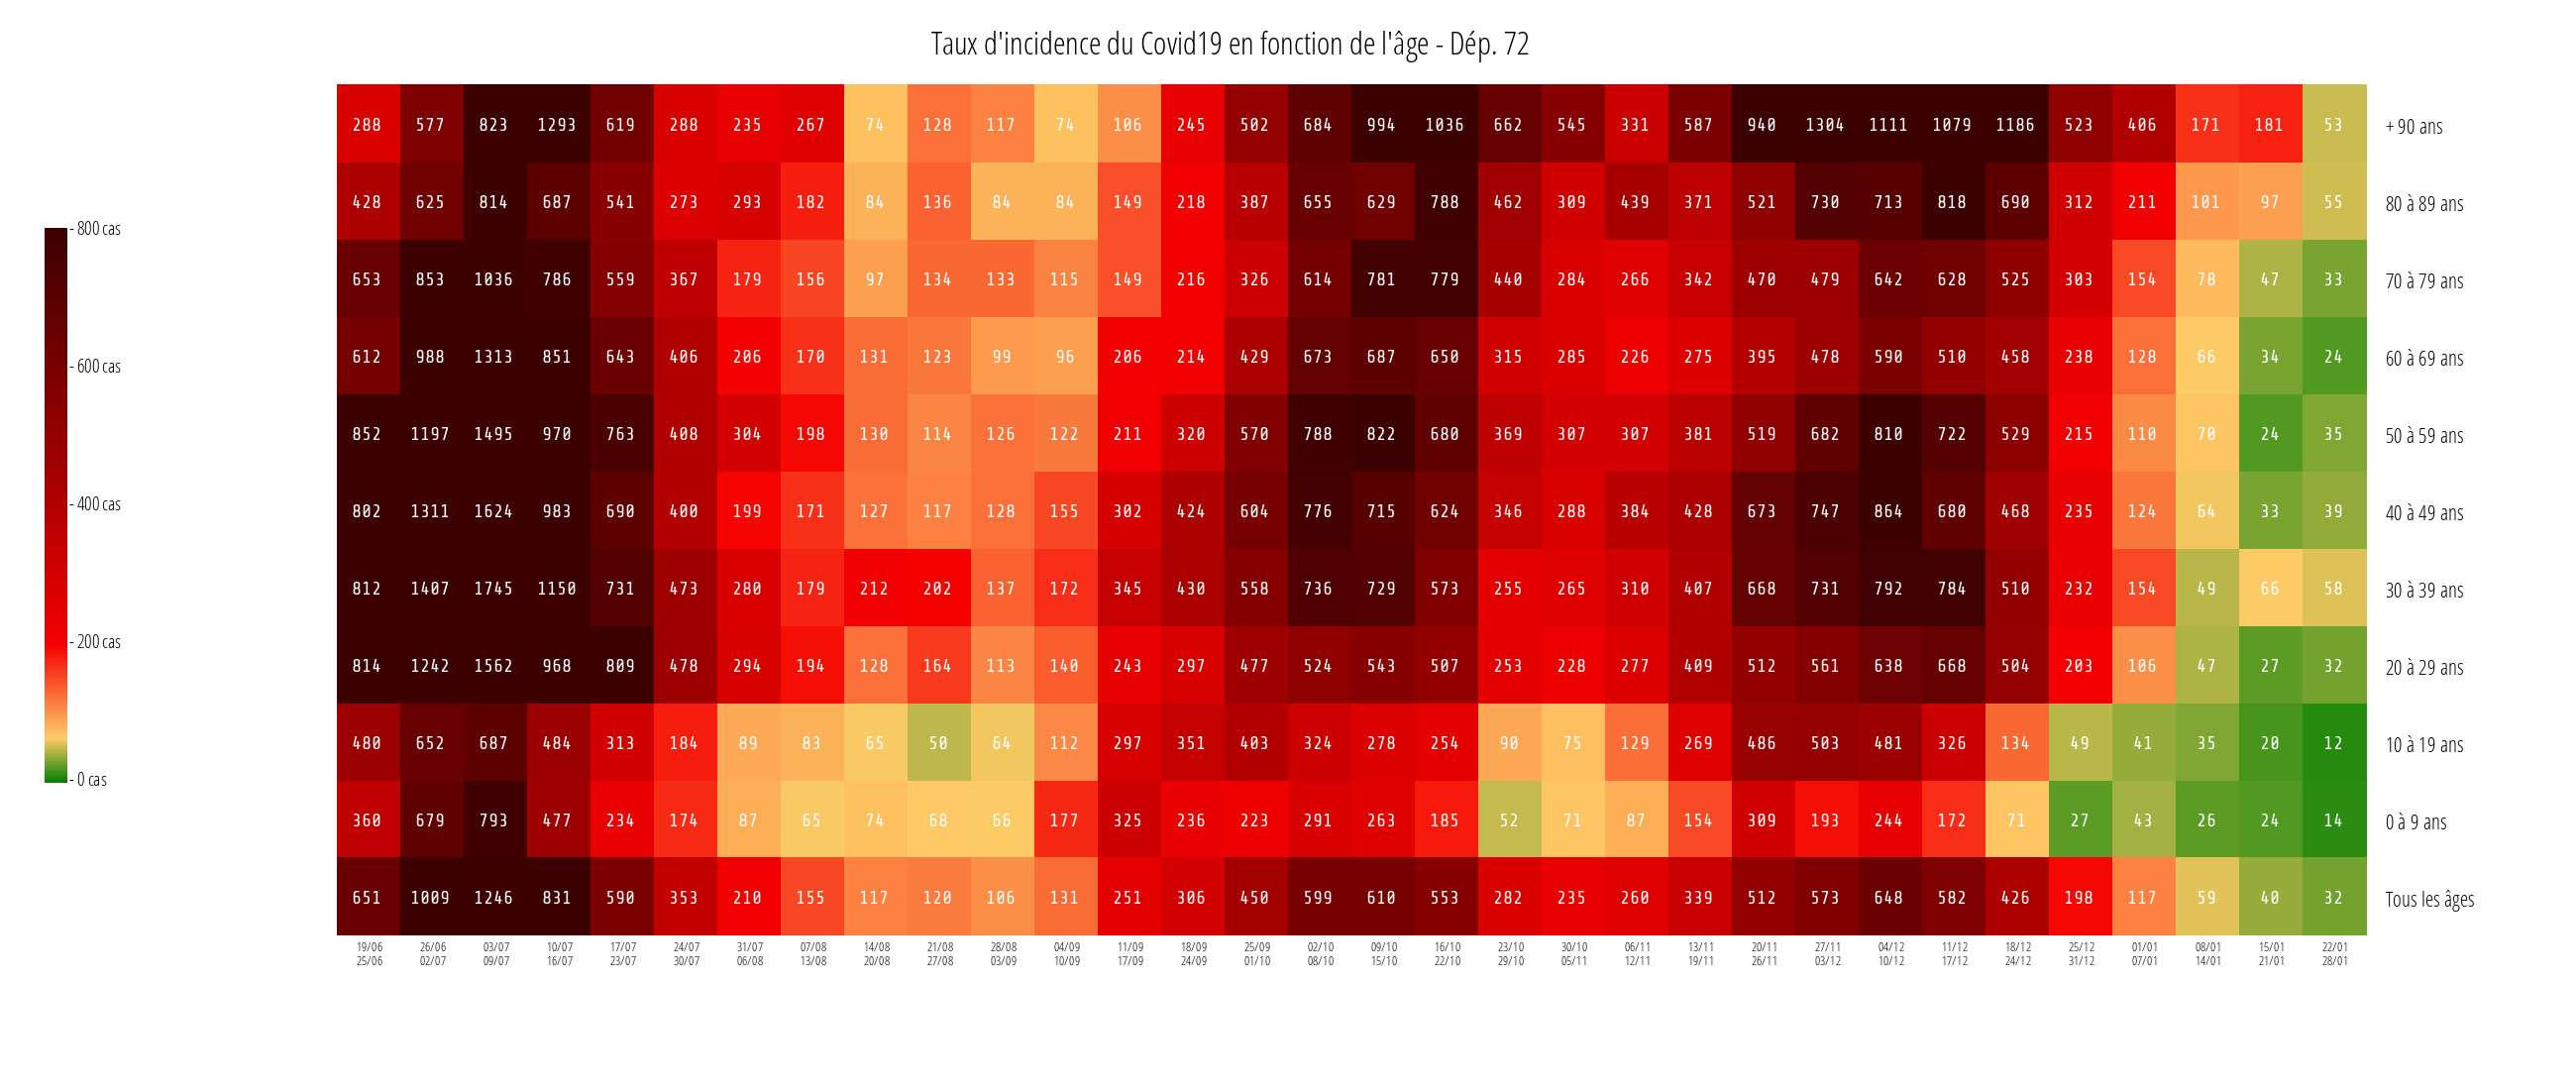 Taux d'incidence du Covid19 en fonction de l'âge - Dép. 72
- 800 cas
- 600 cas
- 400 cas
- 200 cas
- 0 cas
288 577 823 1293 619 288 235 267 74 128 117 74 106 245 502 684 994 1036 662 545 331 587 940 1304 1111 1079 1186 523 406 171 181 53 + 90 ans
428 625 814 687 541 273 293 182 84 136 84 84 149 218 387 655 629 788 462 309 439 371 521 730 713 818 690 312 211 101 97 55 80 à 89 ans
653 853 1036 786 559 367 179 156 97 134 133 115 149 216 326 614 781 779 440 284 266 342 470 479 642 628 525 303 154 78 47 33 70 à 79 ans
612 988 1313 851 643 406 206 170 131 123 99 96 206 214 429 673 687 650 315 285 226 275 395 478 590 510 458 238 128 66 34 24 60 à 69 ans
852 1197 1495 970 763 408 304 198 130 114 126 122 211 320 570 788 822 680 369 307 307 381 519 682 810 722 529 215 110 70 24 35 50 à 59 ans
802 1311 1624 983 690 400 199 171 127 117 128 155 302 424 604 776 715 624 346 288 384 428 673 747 864 680 468 235 124 64 33 39 40 à 49 ans
812 1407 1745 1150 731 473 280 179 212 202 137 172 345 430 558 736 729 573 255 265 310 407 668 731 792 784 510 232 154 49 66 58 30 à 39 ans
814 1242 1562 968 809 478 294 194 128 164 113 140 243 297 477 524 543 507 253 228 277 409 512 561 638 668 504 203 106 47 27 32 20 à 29 ans
480 652 687 484 313 184 89 83 65 50 64 112 297 351 403 324 278 254 90 75 129 269 486 503 481 326 134 49 41 35 20 12 10 à 19 ans
360 679 793 477 234 174 87 65 74 68 66 177 325 236 223 291 263 185 52 71 87 154 309 193 244 172 71 27 43 26 24 14 0 à 9 ans
651 1009 1246 831 590 353 210 155 117 120 106 131 251 306 450 599 610 553 282 235 260 339 512 573 648 582 426 198 117 59 40 32 Tous les âges
19/06 26/06 03/07 10/07 17/07 24/07 31/07 07/08 14/08 21/08 28/08 04/09 11/09 18/09 25/09 02/10 09/10 16/10 23/10 30/10 06/11 13/11 20/11 27/11 04/12 11/12 18/12 25/12 01/01 08/01 15/01 22/01
25/06 02/07 09/07 16/07 23/07 30/07 06/08 13/08 20/08 27/08 03/09 10/09 17/09 24/09 01/10 08/10 15/10 22/10 29/10 05/11 12/11 19/11 26/11 03/12 10/12 17/12 24/12 31/12 07/01 14/01 21/01 28/01